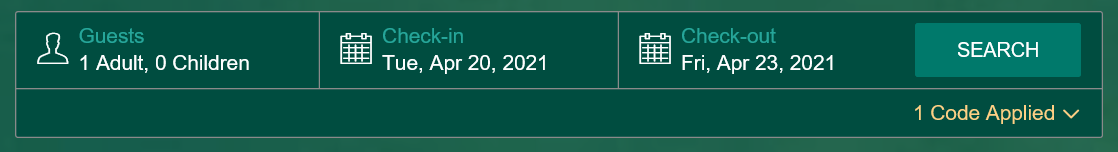 Guests
1 Adult, 0 Children
Check-in
Tue, Apr 20, 2021
Check-out
Fri, Apr 23, 2021
SEARCH
1 Code Applied